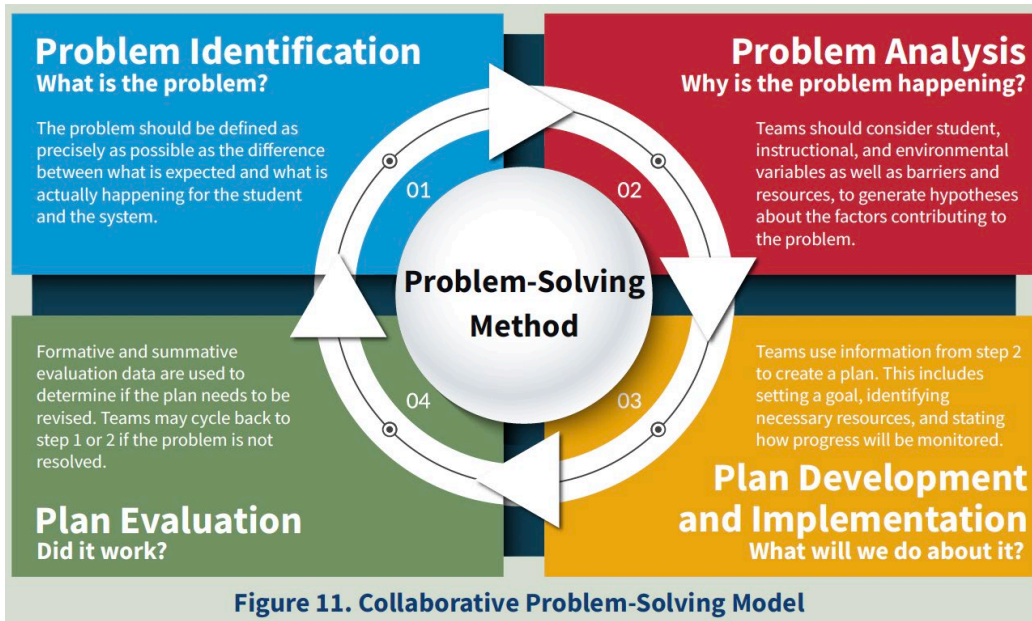 Problem Identification
What is the problem?
The problem should be defined as
precisely as possible as the difference
between what is expected and what is
actually happening for the student
and the system.
01
Problem Analysis
Why is the problem happening?
Teams should consider student,
instructional, and environmental
variables as well as barriers and
resources, to generate hypotheses
about the factors contributing to
the problem.
02
Problem-Solving
Method
Teams use information from step 2
to create a plan. This includes
setting a goal, identifying
necessary resources, and stating
how progress will be monitored.
03
Plan Development
and Implementation
What will we do about it?
Formative and summative
evaluation data are used to
determine if the plan needs to be
revised. Teams may cycle back to
step 1 or 2 if the problem is not
resolved.
04
Plan Evaluation
Did it work?
Figure 11. Collaborative Problem-Solving Model